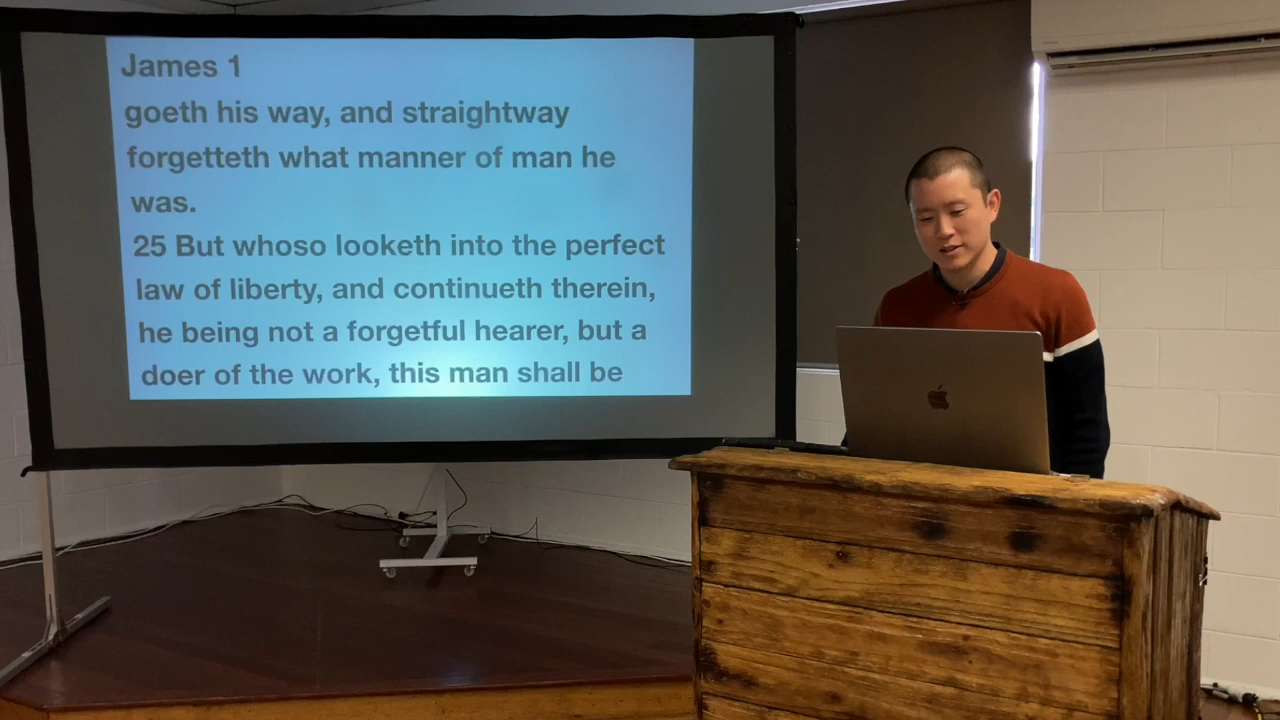 James 1
goeth his way, and straightway
forgetteth what manner of man he
was.
25 But whoso looketh into the perfect
law of liberty, and continueth therein,
he being not a forgetful hearer, but a
doer of the work, this man shall be